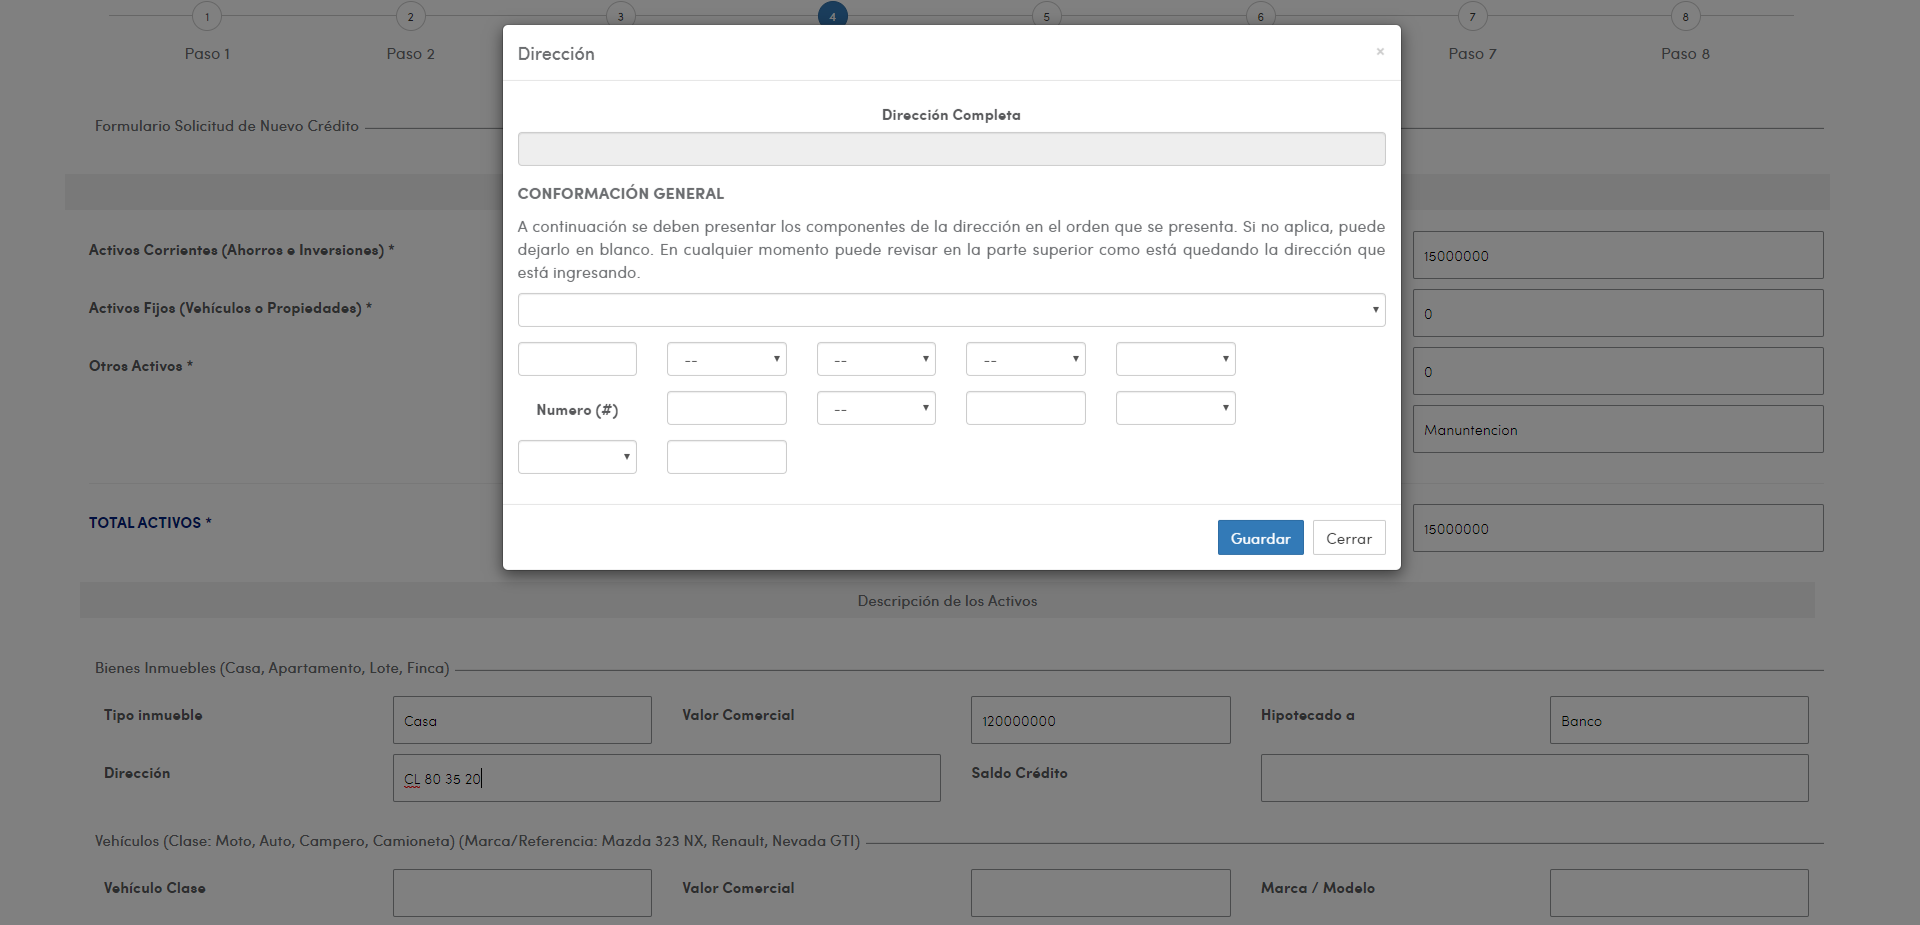 1 2 3 4 5 6 7 8
Paso 1 Paso 2 Paso 7 Paso 8
Dirección ×
Formulario Solicitud de Nuevo Crédito
Dirección Completa
CONFORMACIÓN GENERAL
A continuación se deben presentar los componentes de la dirección en el orden que se presenta. Si no aplica, puede
dejarlo en blanco. En cualquier momento puede revisar en la parte superior como está quedando la dirección que
está ingresando.
-- -- --
Numero (#) --
Guardar Cerrar
Activos Corrientes (Ahorros e Inversiones) * 15000000
Activos Fijos (Vehículos o Propiedades) * 0
Otros Activos * 0
Manuntencion
TOTAL ACTIVOS * 15000000
Descripción de los Activos
Bienes Inmuebles (Casa, Apartamento, Lote, Finca)
Tipo inmueble Casa Valor Comercial 120000000 Hipotecado a Banco
Dirección CL 80 35 20 Saldo Crédito
Vehículos (Clase: Moto, Auto, Campero, Camioneta) (Marca/Referencia: Mazda 323 NX, Renault, Nevada GTI)
Vehículo Clase Valor Comercial Marca / Modelo